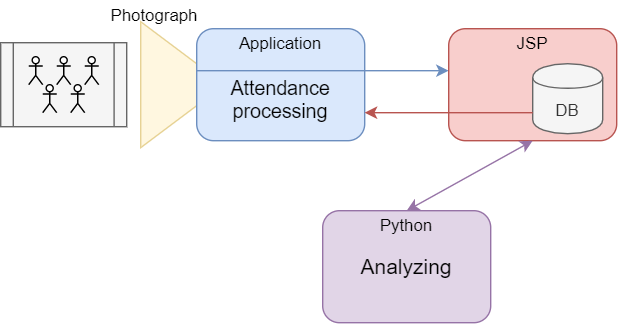 Photograph
Application
Attendance
processing
JSP
DB
Python
Analyzing